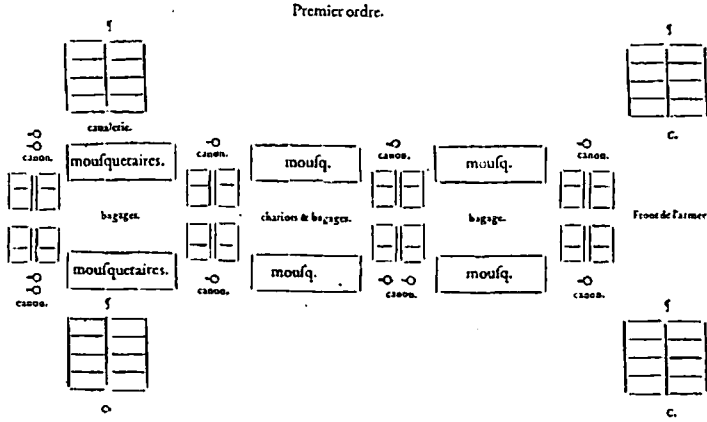 Premier ordre.
¶ ¶
caualerie. C.
canon. canon. canon. canon.
mouſquetaires. mouſq. mouſq.
bagages. chariots & bagages. bagage. Front de l'armee
mouſquetaires. mouſq. mouſq.
canon. canon. canon. canon.
¶ ¶
C. C.